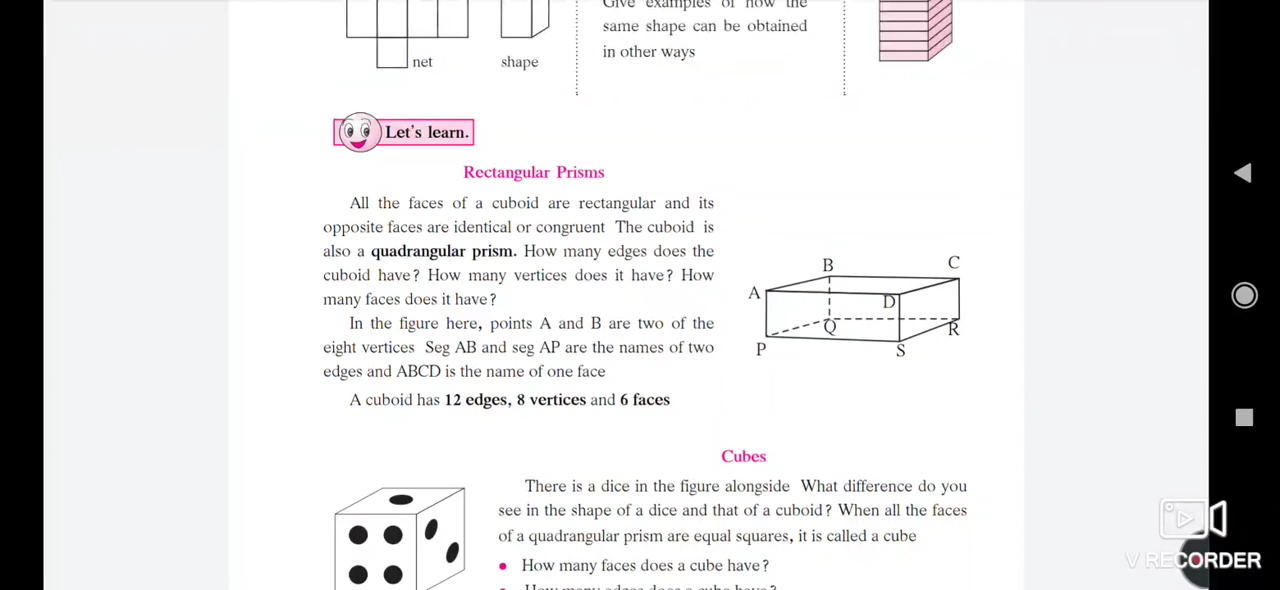 Give examples of how the
same shape can be obtained
in other ways
net
shape
Let's learn.
Rectangular Prisms
All the faces of a cuboid are rectangular and its
opposite faces are identical or congruent The cuboid is
also a quadrangular prism. How many edges does the
cuboid have? How many vertices does it have? How
many faces does it have?
In the figure here, points A and B are two of the
eight vertices Seg AB and seg AP are the names of two
edges and ABCD is the name of one face
A cuboid has 12 edges, 8 vertices and 6 faces
B
C
A
D
Q
R
P
S
Cubes
There is a dice in the figure alongside What difference do you
see in the shape of a dice and that of a cuboid? When all the faces
of a quadrangular prism are equal squares, it is called a cube
• How many faces does a cube have?
• How many edges does a cube have?
V RECORDER